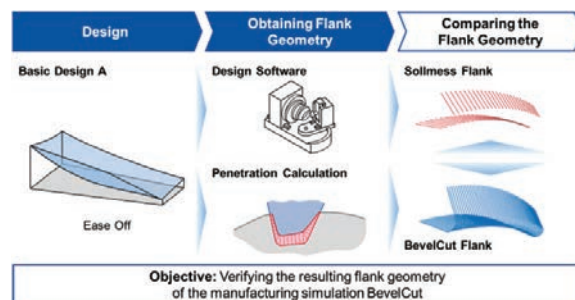 Design
Obtaining Flank
Geometry
Comparing the
Flank Geometry
Basic Design A
Design Software
Sollmess Flank
Penetration Calculation
Ease Off
BevelCut Flank
Objective: Verifying the resulting flank geometry
of the manufacturing simulation BevelCut